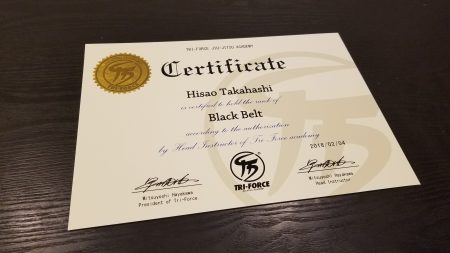 TRI-FORCE JIU-JITSU ACADEMY
Certificate
Hisao Takahashi
is certified to hold the rank of
Black Belt
according to the authorization
by Head Instructor of Tri-Force academy
2018/02/04
TRI-FORCE
Mitsuyoshi Hayakawa
President of Tri-Force
Mitsuyoshi Hayakawa
Head Instructor